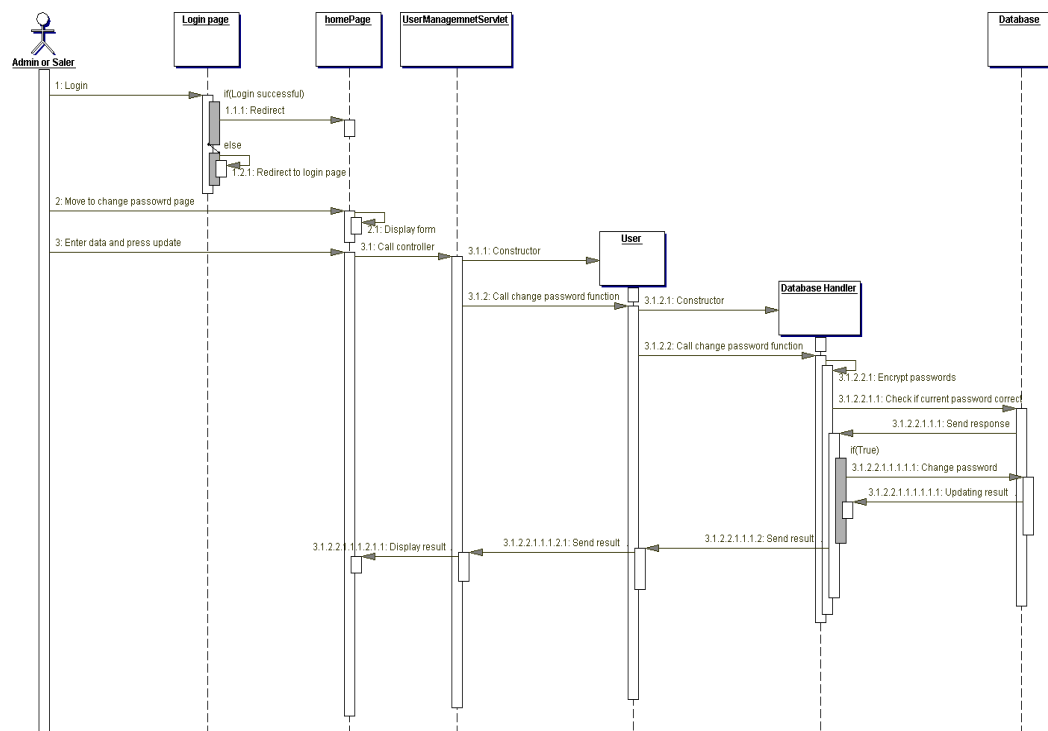 Login page
homePage
UserManagemnetServlet
Database
Admin or Saler
1: Login
if(Login successful)
1.1.1: Redirect
else
1.2.1: Redirect to login page
2: Move to change passowrd page
2.1: Display form
3: Enter data and press update
3.1: Call controller
3.1.1: Constructor
User
3.1.2: Call change password function
Database Handler
3.1.2.1: Constructor
3.1.2.2: Call change password function
3.1.2.2.1: Encrypt passwords
3.1.2.2.1.1: Check if current password correct
3.1.2.2.1.1.1: Send response
if(True)
3.1.2.2.1.1.1.1.1: Change password
3.1.2.2.1.1.1.1.1.1: Updating result
3.1.2.2.1.1.1.2: Send result
3.1.2.2.1.1.1.2.1: Send result
3.1.2.2.1.1.1.2.1.1: Display result